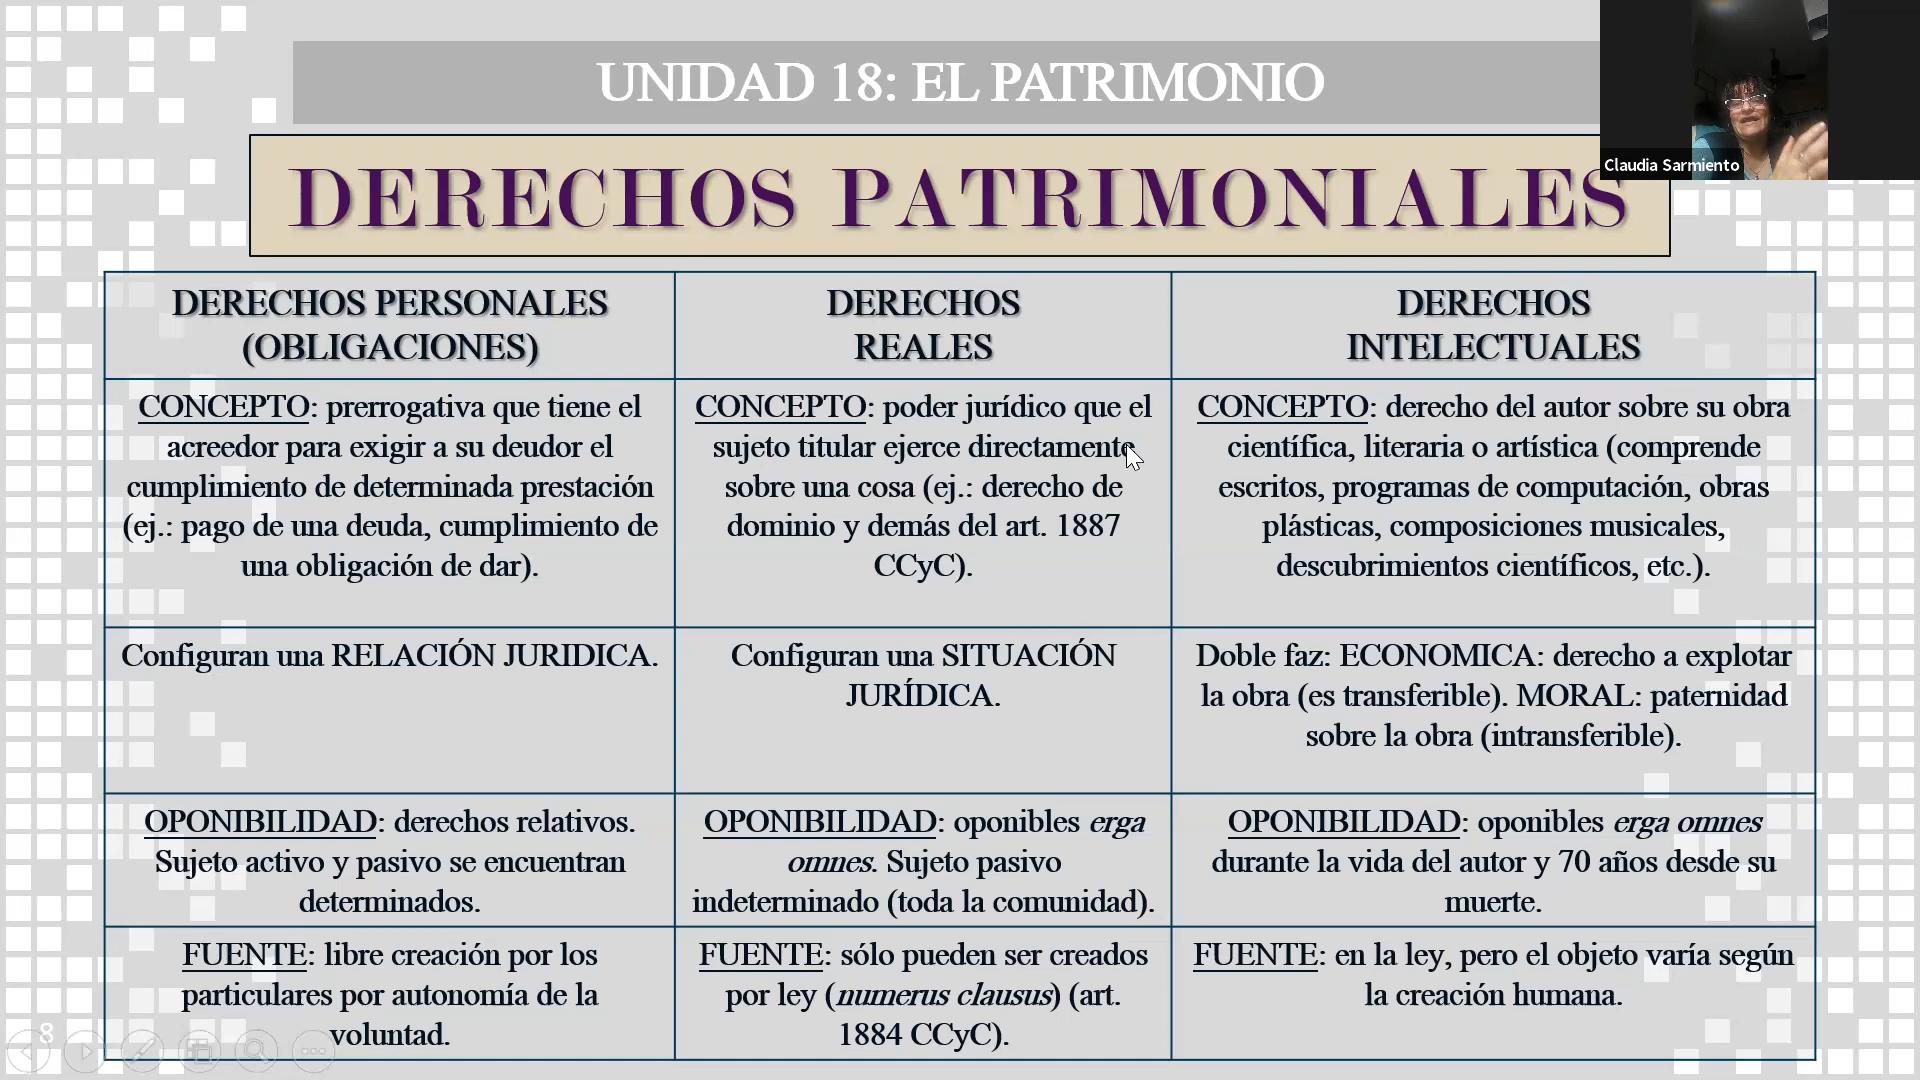 UNIDAD 18: EL PATRIMONIO
Claudia Sarmiento
DERECHOS PATRIMONIALES
DERECHOS PERSONALES
(OBLIGACIONES)
DERECHOS
REALES
DERECHOS
INTELECTUALES
CONCEPTO: prerrogativa que tiene el
acreedor para exigir a su deudor el
cumplimiento de determinada prestación
(ej.: pago de una deuda, cumplimiento de
una obligación de dar).
CONCEPTO: poder jurídico que el
sujeto titular ejerce directamente
sobre una cosa (ej.: derecho de
dominio y demás del art. 1887
CCyC).
CONCEPTO: derecho del autor sobre su obra
científica, literaria o artística (comprende
escritos, programas de computación, obras
plásticas, composiciones musicales,
descubrimientos científicos, etc.).
Configuran una RELACIÓN JURIDICA.
Configuran una SITUACIÓN
JURÍDICA.
Doble faz: ECONOMICA: derecho a explotar
la obra (es transferible). MORAL: paternidad
sobre la obra (intransferible).
OPONIBILIDAD: derechos relativos.
Sujeto activo y pasivo se encuentran
determinados.
OPONIBILIDAD: oponibles erga
omnes. Sujeto pasivo
indeterminado (toda la comunidad).
OPONIBILIDAD: oponibles erga omnes
durante la vida del autor y 70 años desde su
muerte.
FUENTE: libre creación por los
particulares por autonomía de la
voluntad.
FUENTE: sólo pueden ser creados
por ley (numerus clausus) (art.
1884 CCyC).
FUENTE: en la ley, pero el objeto varía según
la creación humana.
8